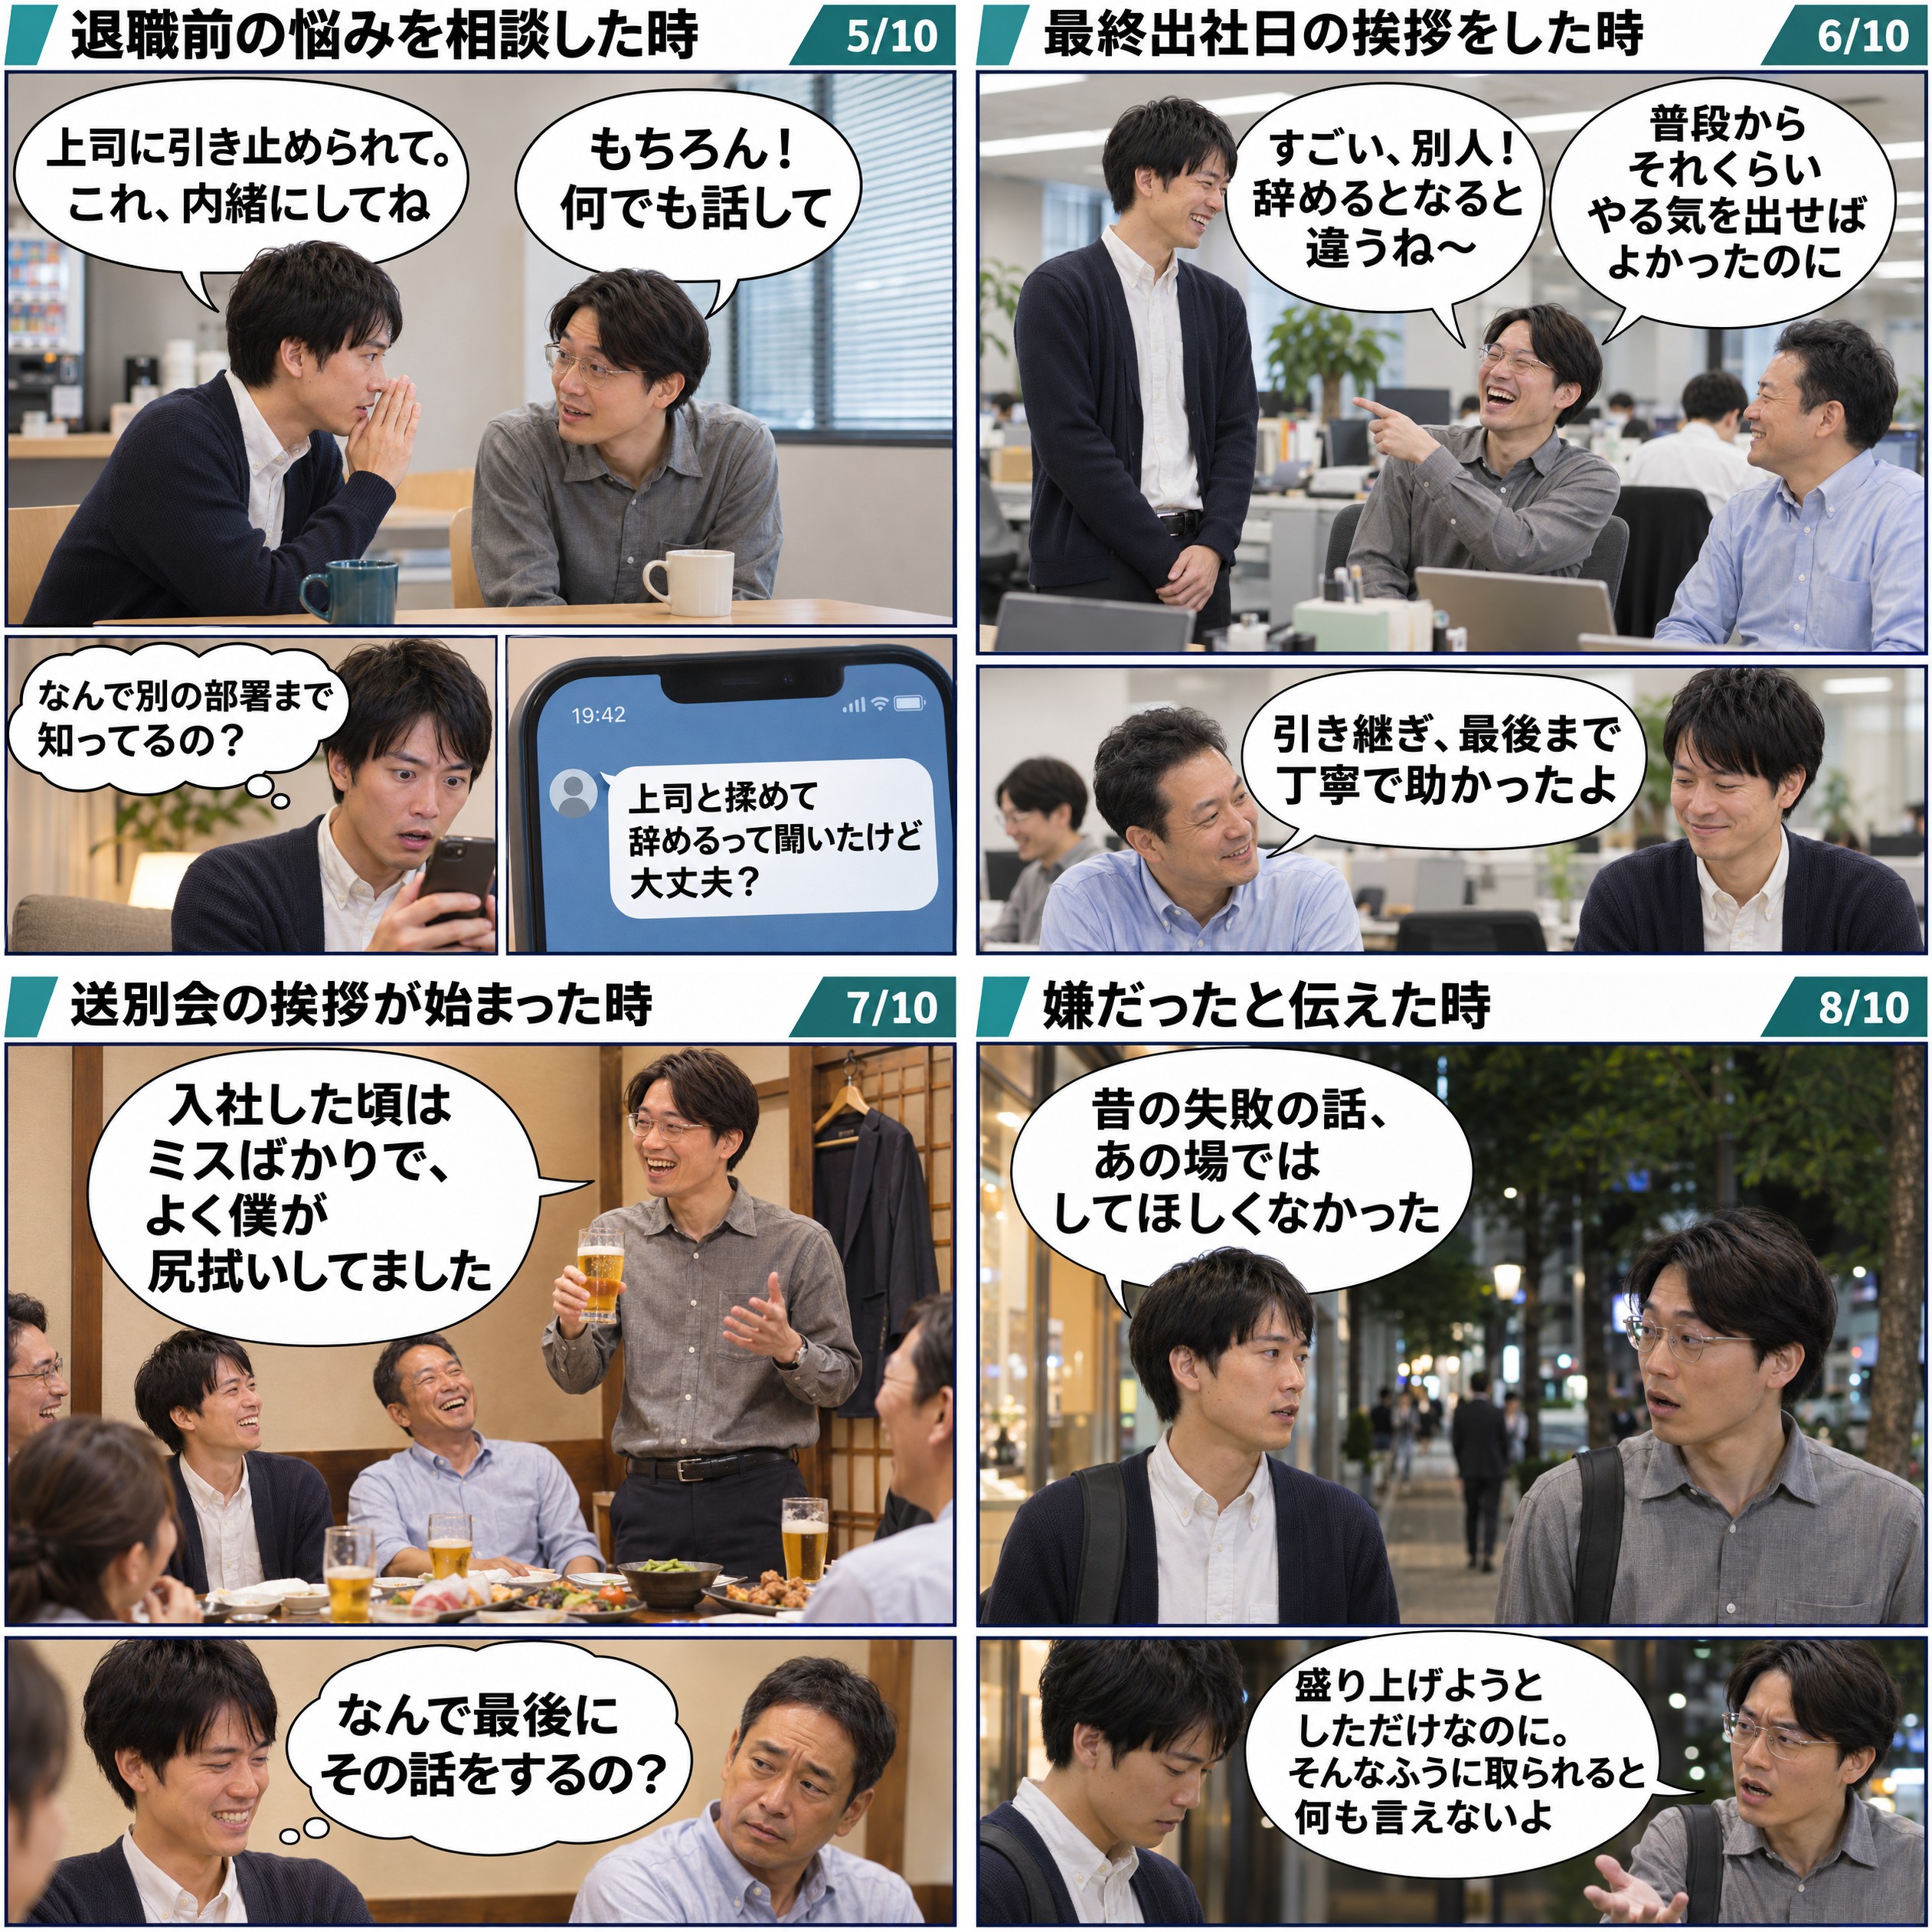 退職前の悩みを相談した時
5/10
上司に引き止められて。
これ、内緒にしてね
もちろん！
何でも話して
なんで別の部署まで
知ってるの？
19:42
上司と揉めて
辞めるって聞いたけど
大丈夫？
最終出社日の挨拶をした時
6/10
すごい、別人！
辞めるとなると
違うね〜
普段から
それくらい
やる気を出せば
よかったのに
引き継ぎ、最後まで
丁寧で助かったよ
送別会の挨拶が始まった時
7/10
入社した頃は
ミスばかりで、
よく僕が
尻拭いしてました
なんで最後に
その話をするの？
嫌だったと伝えた時
8/10
昔の失敗の話、
あの場では
してほしくなかった
盛り上げようと
しただけなのに。
そんなふうに取られると
何も言えないよ